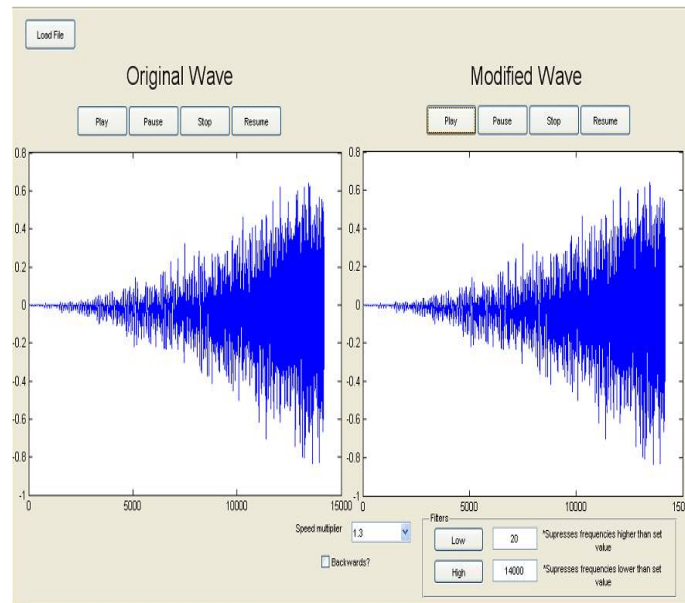 Load File
Original Wave
Modified Wave
Play Pause Stop Resume
Play Pause Stop Resume
0.8
0.6
0.4
0.2
0
-0.2
-0.4
-0.6
-0.8
-1
0 5000 10000 15000
0.8
0.6
0.4
0.2
0
-0.2
-0.4
-0.6
-0.8
-1
0 5000 10000 150
Speed multiplier 1.3
Backwards?
Filters
Low 20 *Supresses frequencies higher than set
value
High 14000 *Supresses frequencies lower than set
value